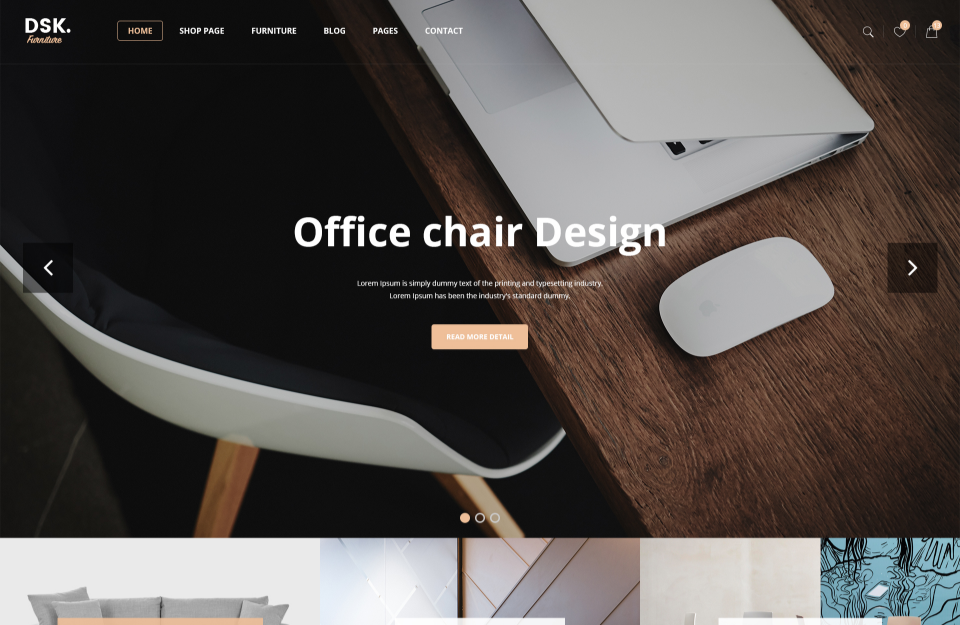 DSK.
Furniture
HOME
SHOP PAGE
FURNITURE
BLOG
PAGES
CONTACT
Office chair Design
Lorem Ipsum is simply dummy text of the printing and typesetting industry.
Lorem Ipsum has been the industry's standard dummy.
READ MORE DETAIL